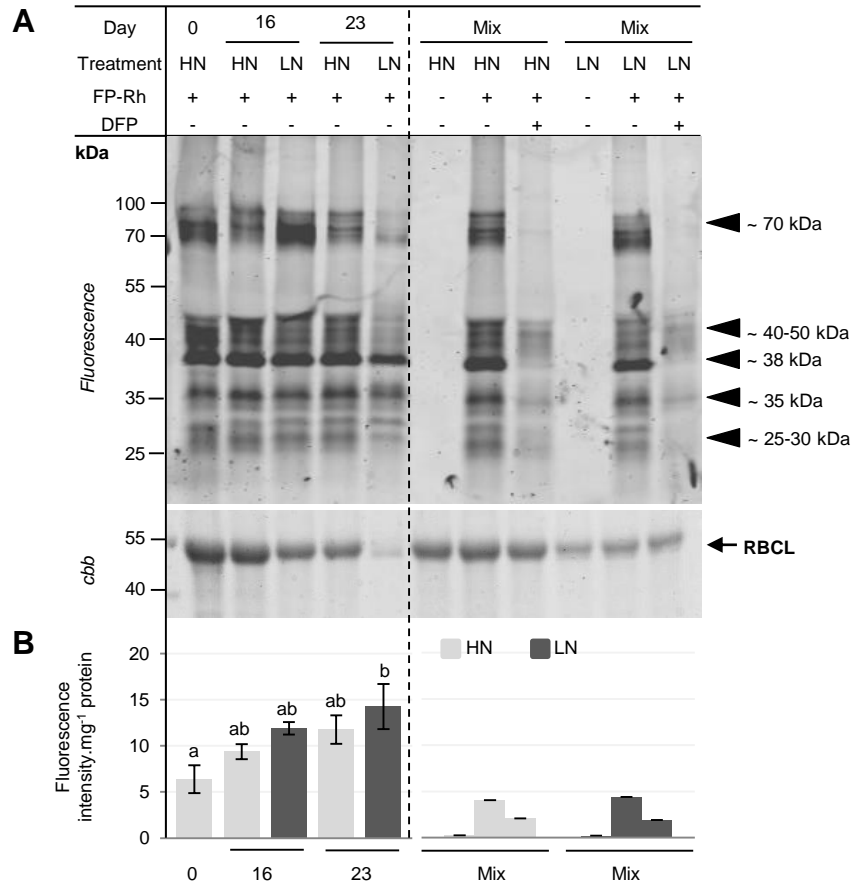 A
Day 0 16 23 Mix Mix
Treatment HN HN LN HN LN HN HN HN LN LN LN
FP-Rh + + + + + - + + - + +
DFP - - - - - - - + - - +
kDa
100
70
55
40
35
25
Fluorescence
~ 70 kDa
~ 40-50 kDa
~ 38 kDa
~ 35 kDa
~ 25-30 kDa
55
40
cbb
RBCL
B
Fluorescence
intensity.mg⁻¹ protein
20
15
10
5
0
HN LN
a ab ab b
0 16 23 Mix Mix